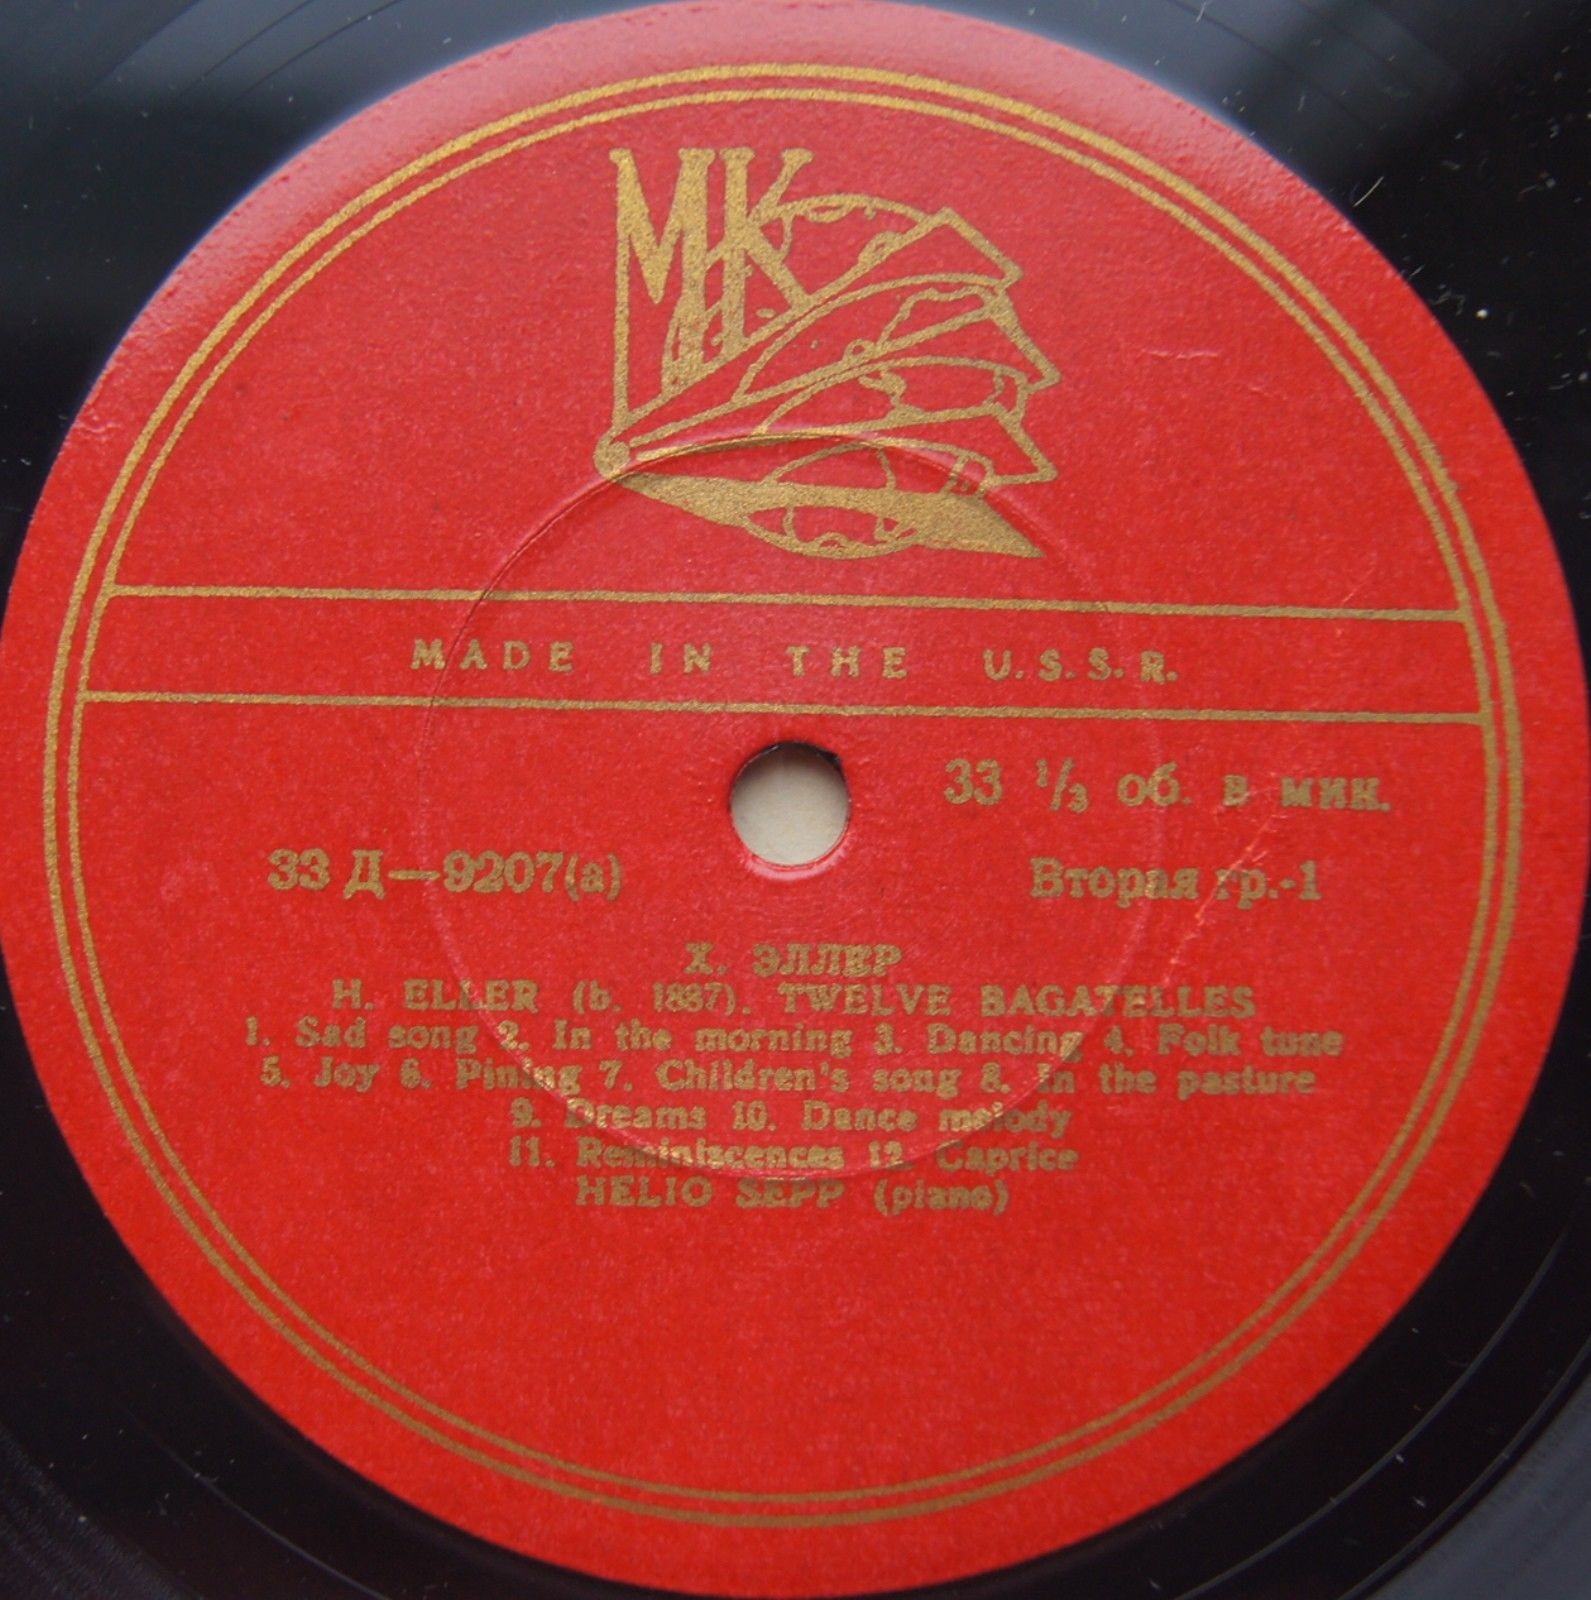 МК
MADE IN THE U.S.S.R.
33 1/3 об. в мин.
33 Д—9207(а)
Вторая гр.-1
Х. ЭЛЛЕР
H. ELLER (b. 1887). TWELVE BAGATELLES
1. Sad song 2. In the morning 3. Dancing 4. Folk tune
5. Joy 6. Pining 7. Children's song 8. In the pasture
9. Dreams 10. Dance melody
11. Reminiscences 12. Caprice
HELIO SEPP (piano)